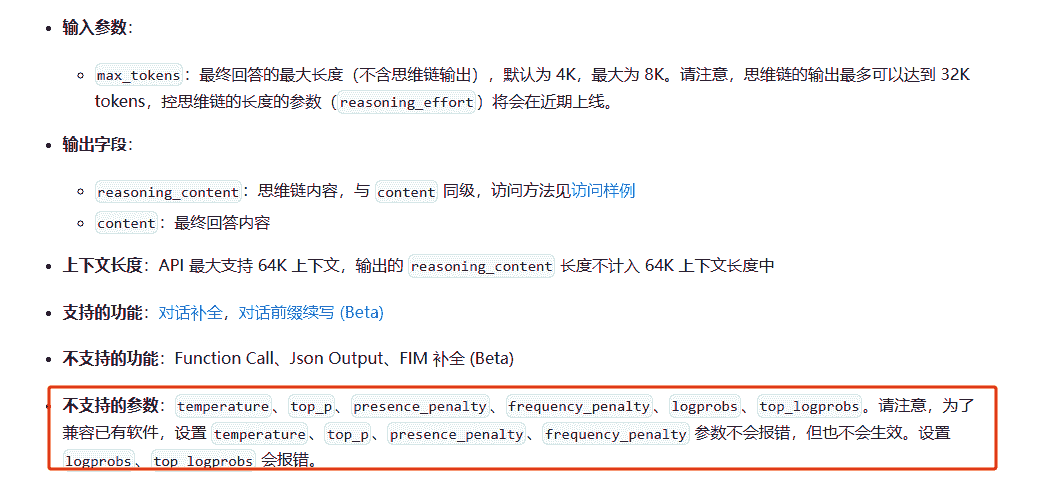 输入参数：
max_tokens：最终回答的最大长度（不含思维链输出），默认为 4K，最大为 8K。请注意，思维链的输出最多可以达到 32K
tokens，控思维链的长度的参数（reasoning_effort）将会在近期上线。
输出字段：
reasoning_content：思维链内容，与 content 同级，访问方法见访问样例
content：最终回答内容
上下文长度：API 最大支持 64K 上下文，输出的 reasoning_content 长度不计入 64K 上下文长度中
支持的功能：对话补全，对话前缀续写 (Beta)
不支持的功能：Function Call、Json Output、FIM 补全 (Beta)
不支持的参数：temperature、top_p、presence_penalty、frequency_penalty、logprobs、top_logprobs。请注意，为了
兼容已有软件，设置 temperature、top_p、presence_penalty、frequency_penalty 参数不会报错，但也不会生效。设置
logprobs、top_logprobs 会报错。